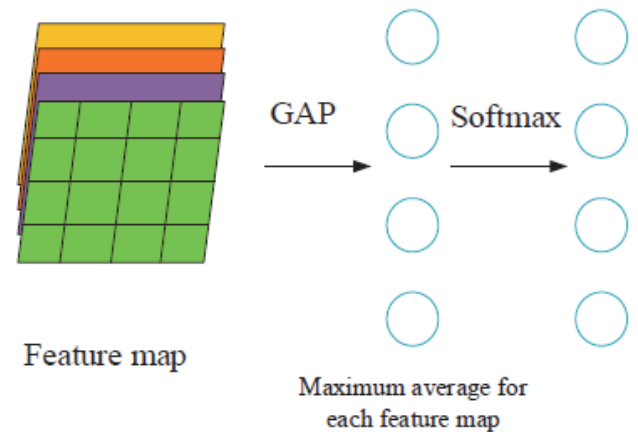 GAP
Softmax
Feature map
Maximum average for
each feature map